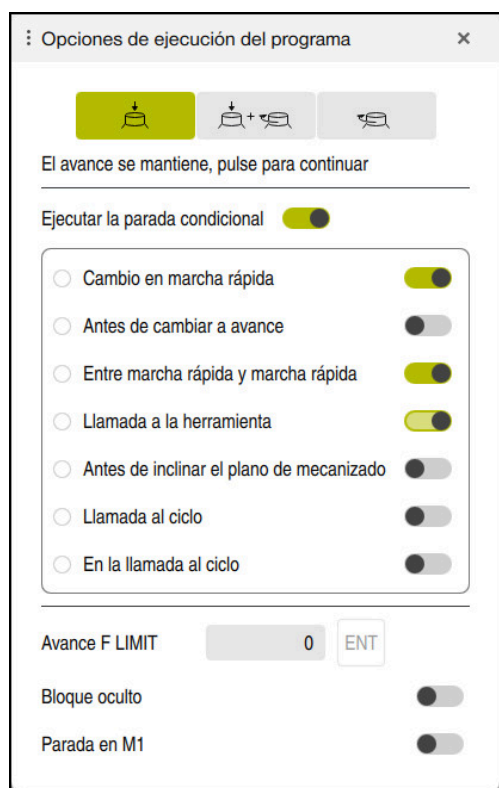 Opciones de ejecución del programa
El avance se mantiene, pulse para continuar
Ejecutar la parada condicional
Cambio en marcha rápida
Antes de cambiar a avance
Entre marcha rápida y marcha rápida
Llamada a la herramienta
Antes de inclinar el plano de mecanizado
Llamada al ciclo
En la llamada al ciclo
Avance F LIMIT 0 ENT
Bloque oculto
Parada en M1